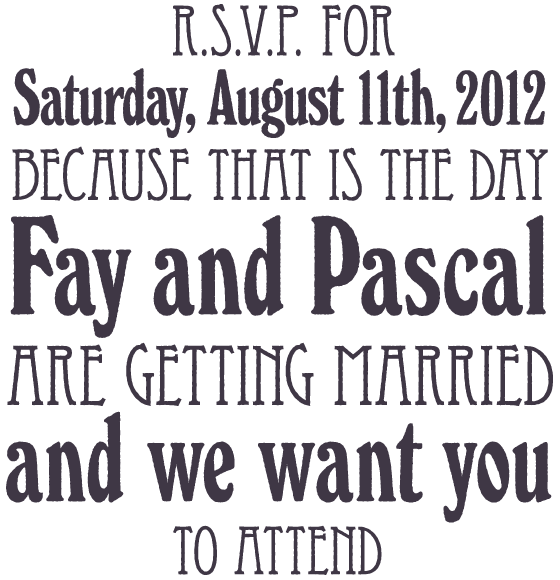 R.S.V.P. FOR
Saturday, August 11th, 2012
BECAUSE THAT IS THE DAY
Fay and Pascal
ARE GETTING MARRIED
and we want you
TO ATTEND